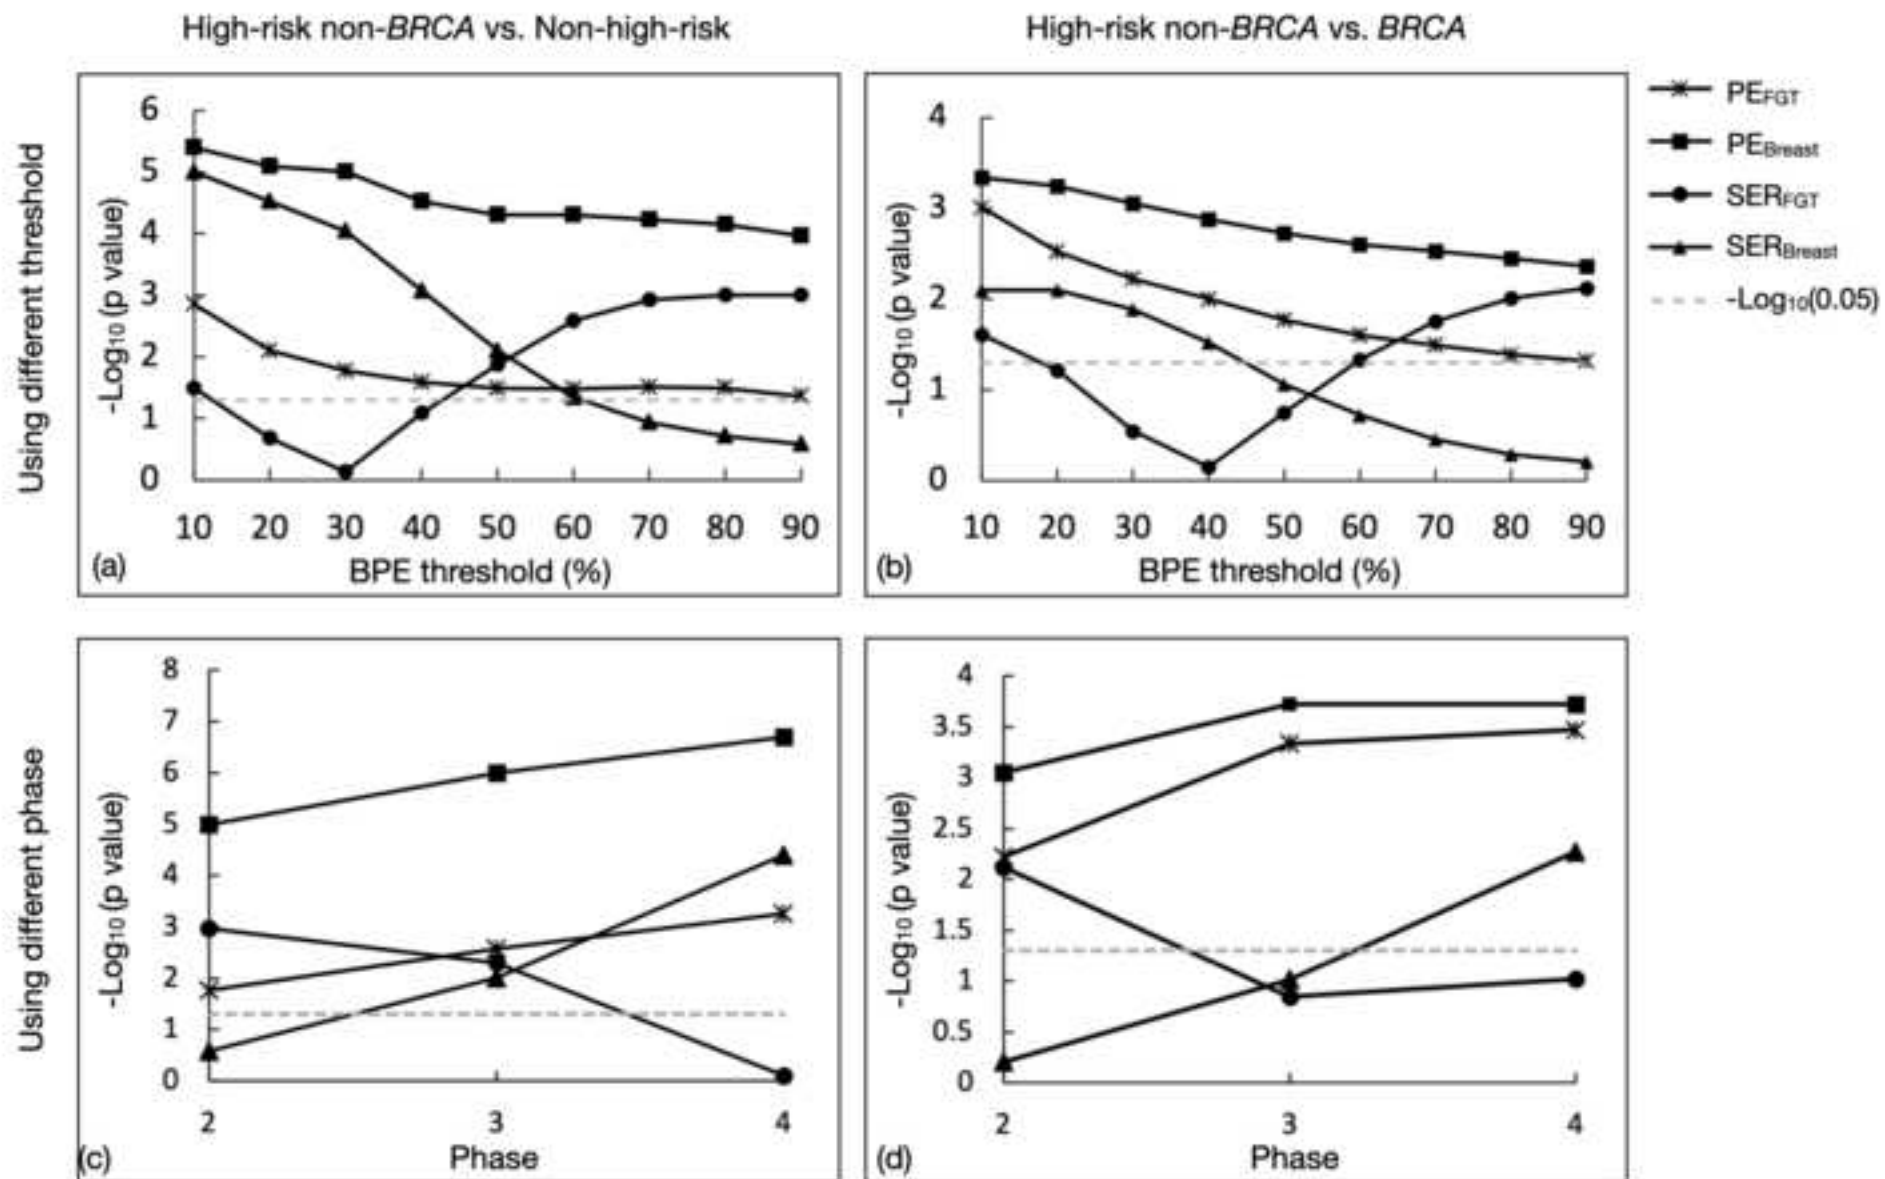 High-risk non-BRCA vs. Non-high-risk
High-risk non-BRCA vs. BRCA
Using different threshold
-Log10 (p value)
6
5
4
3
2
1
0
10 20 30 40 50 60 70 80 90
(a)
BPE threshold (%)
-Log10 (p value)
4
3
2
1
0
10 20 30 40 50 60 70 80 90
(b)
BPE threshold (%)
PEFGT
PEBreast
SERFGT
SERBreast
-Log10(0.05)
Using different phase
-Log10 (p value)
8
7
6
5
4
3
2
1
0
2 3 4
(c)
Phase
-Log10 (p value)
4
3.5
3
2.5
2
1.5
1
0.5
0
2 3 4
(d)
Phase